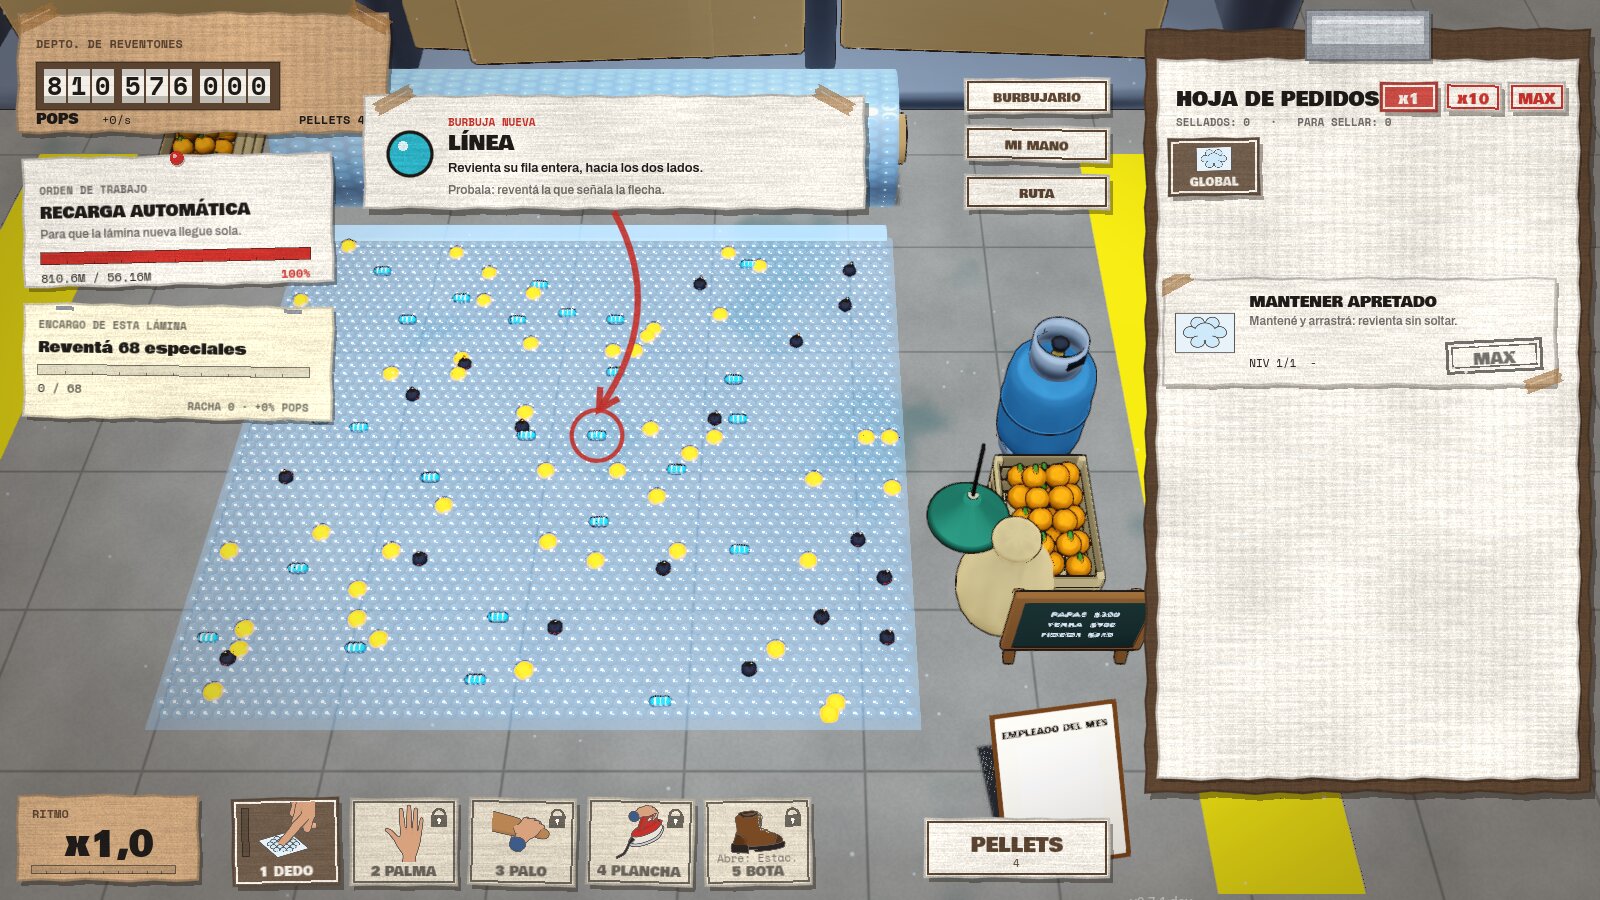 DEPTO. DE REVENTONES
810 576 000
POPS +0/s PELLETS 4
ORDEN DE TRABAJO
RECARGA AUTOMÁTICA
Para que la lámina nueva llegue sola.
810.6M / 56.16M 100%
ENCARGO DE ESTA LÁMINA
Reventá 68 especiales
0 / 68
RACHA 0 · +0% POPS
BURBUJA NUEVA
LÍNEA
Revienta su fila entera, hacia los dos lados.
Probala: reventá la que señala la flecha.
BURBUJARIO
MI MANO
RUTA
HOJA DE PEDIDOS x1 x10 MAX
SELLADOS: 0 · PARA SELLAR: 0
GLOBAL
MANTENER APRETADO
Mantené y arrastrá: revienta sin soltar.
NIV 1/1 -
MAX
EMPLEADO DEL MES
RITMO
x1,0
1 DEDO
2 PALMA
3 PALO
4 PLANCHA
Abre: Estac.
5 BOTA
PELLETS
4